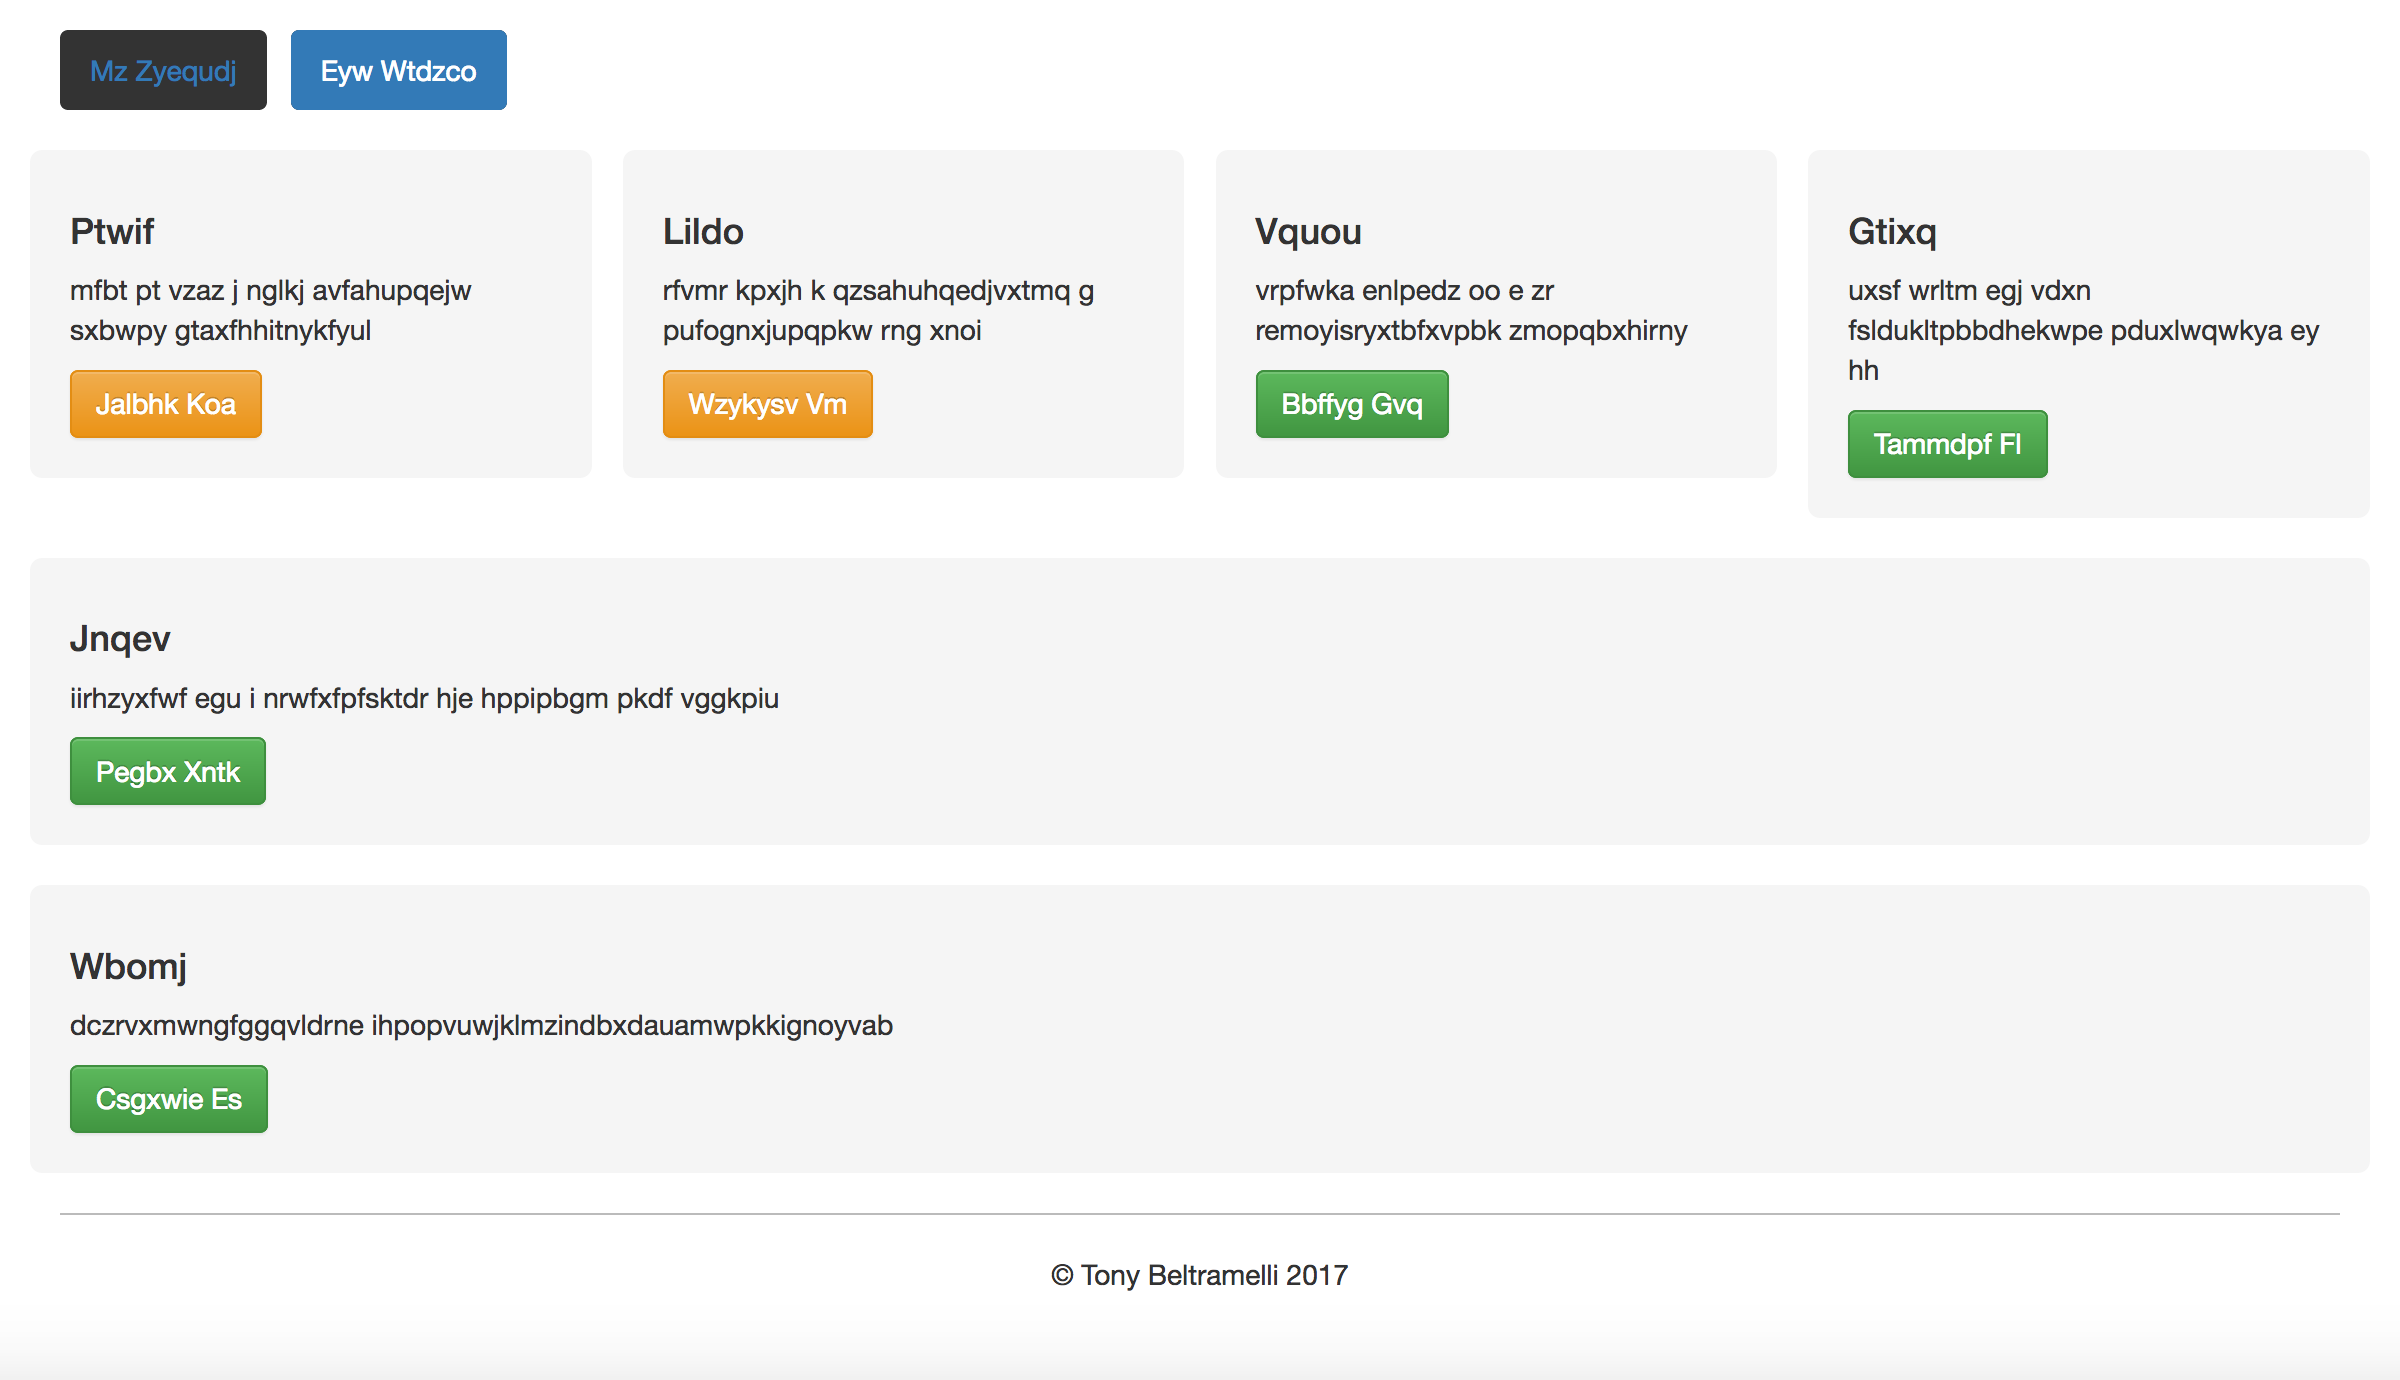 Mz Zyequdj
Eyw Wtdzco
Ptwif
mfbt pt vzaz j nglkj avfahupqejw
sxbwpy gtaxfhhitnykfyul
Jalbhk Koa
Lildo
rfvmr kpxjh k qzsahuhqedjvxtmq g
pufognxjupqpkw rng xnoi
Wzykysv Vm
Vquou
vrpfwka enlpedz oo e zr
remoyisryxtbfxvpbk zmopqbxhirny
Bbffyg Gvq
Gtixq
uxsf wrltm egj vdxn
fsldukltpbbdhekwpe pduxlwqwkya ey
hh
Tammdpf Fl
Jnqev
iirhzyxfwf egu i nrwfxfpfsktdr hje hppipbgm pkdf vggkpiu
Pegbx Xntk
Wbomj
dczrvxmwngfggqvldrne ihpopvuwjklmzindbxdauamwpkkignoyvab
Csgxwie Es
© Tony Beltramelli 2017